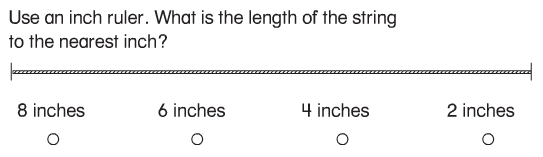 Use an inch ruler. What is the length of the string
to the nearest inch?
8 inches 6 inches 4 inches 2 inches